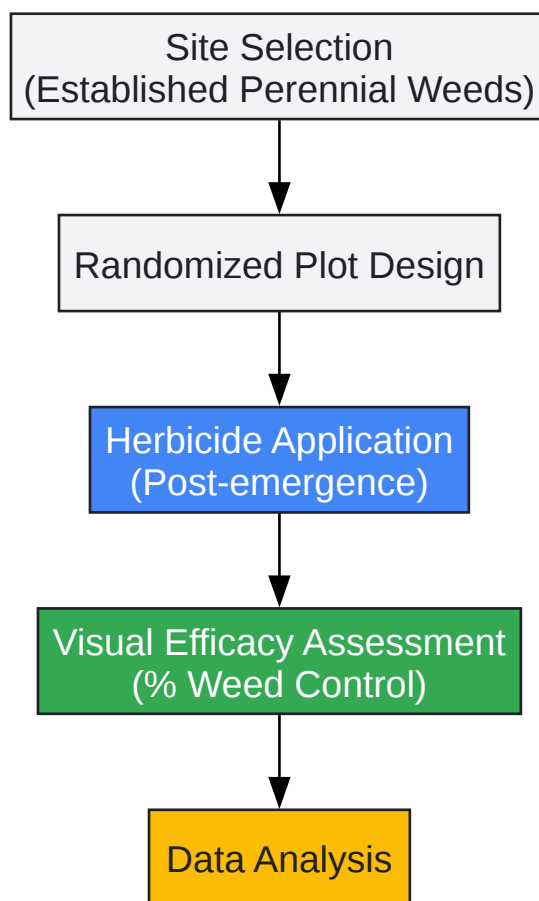 Site Selection
(Established Perennial Weeds)
Randomized Plot Design
Herbicide Application
(Post-emergence)
Visual Efficacy Assessment
(% Weed Control)
Data Analysis